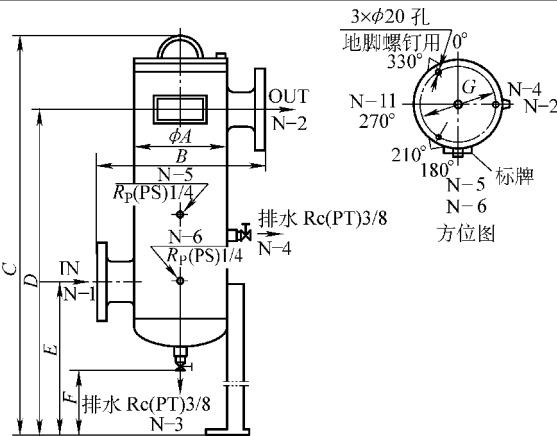 3×φ20 孔
地脚螺钉用
0°
330°
G
N-4
N-2
N-11
270°
210°
180°
标牌
N-5
N-6
方位图
OUT
N-2
φA
B
N-5
RP(PS)1/4
排水 Rc(PT)3/8
N-6
N-4
RP(PS)1/4
IN
N-1
C
D
E
F
排水 Rc(PT)3/8
N-3